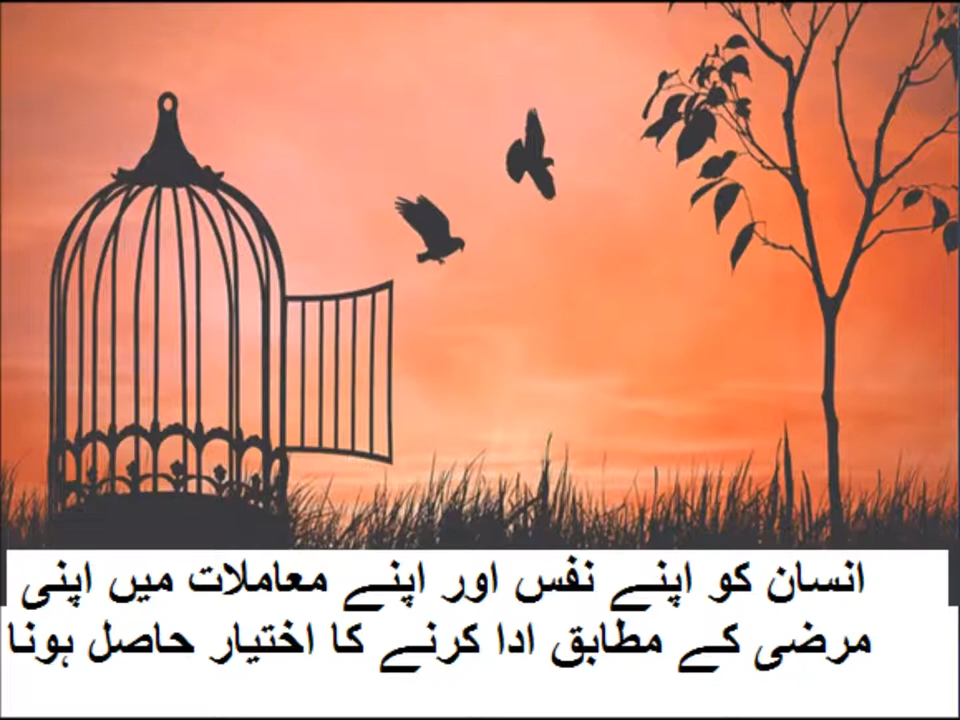 انسان کو اپنے نفس اور اپنے معاملات میں اپنی
مرضی کے مطابق ادا کرنے کا اختیار حاصل ہونا